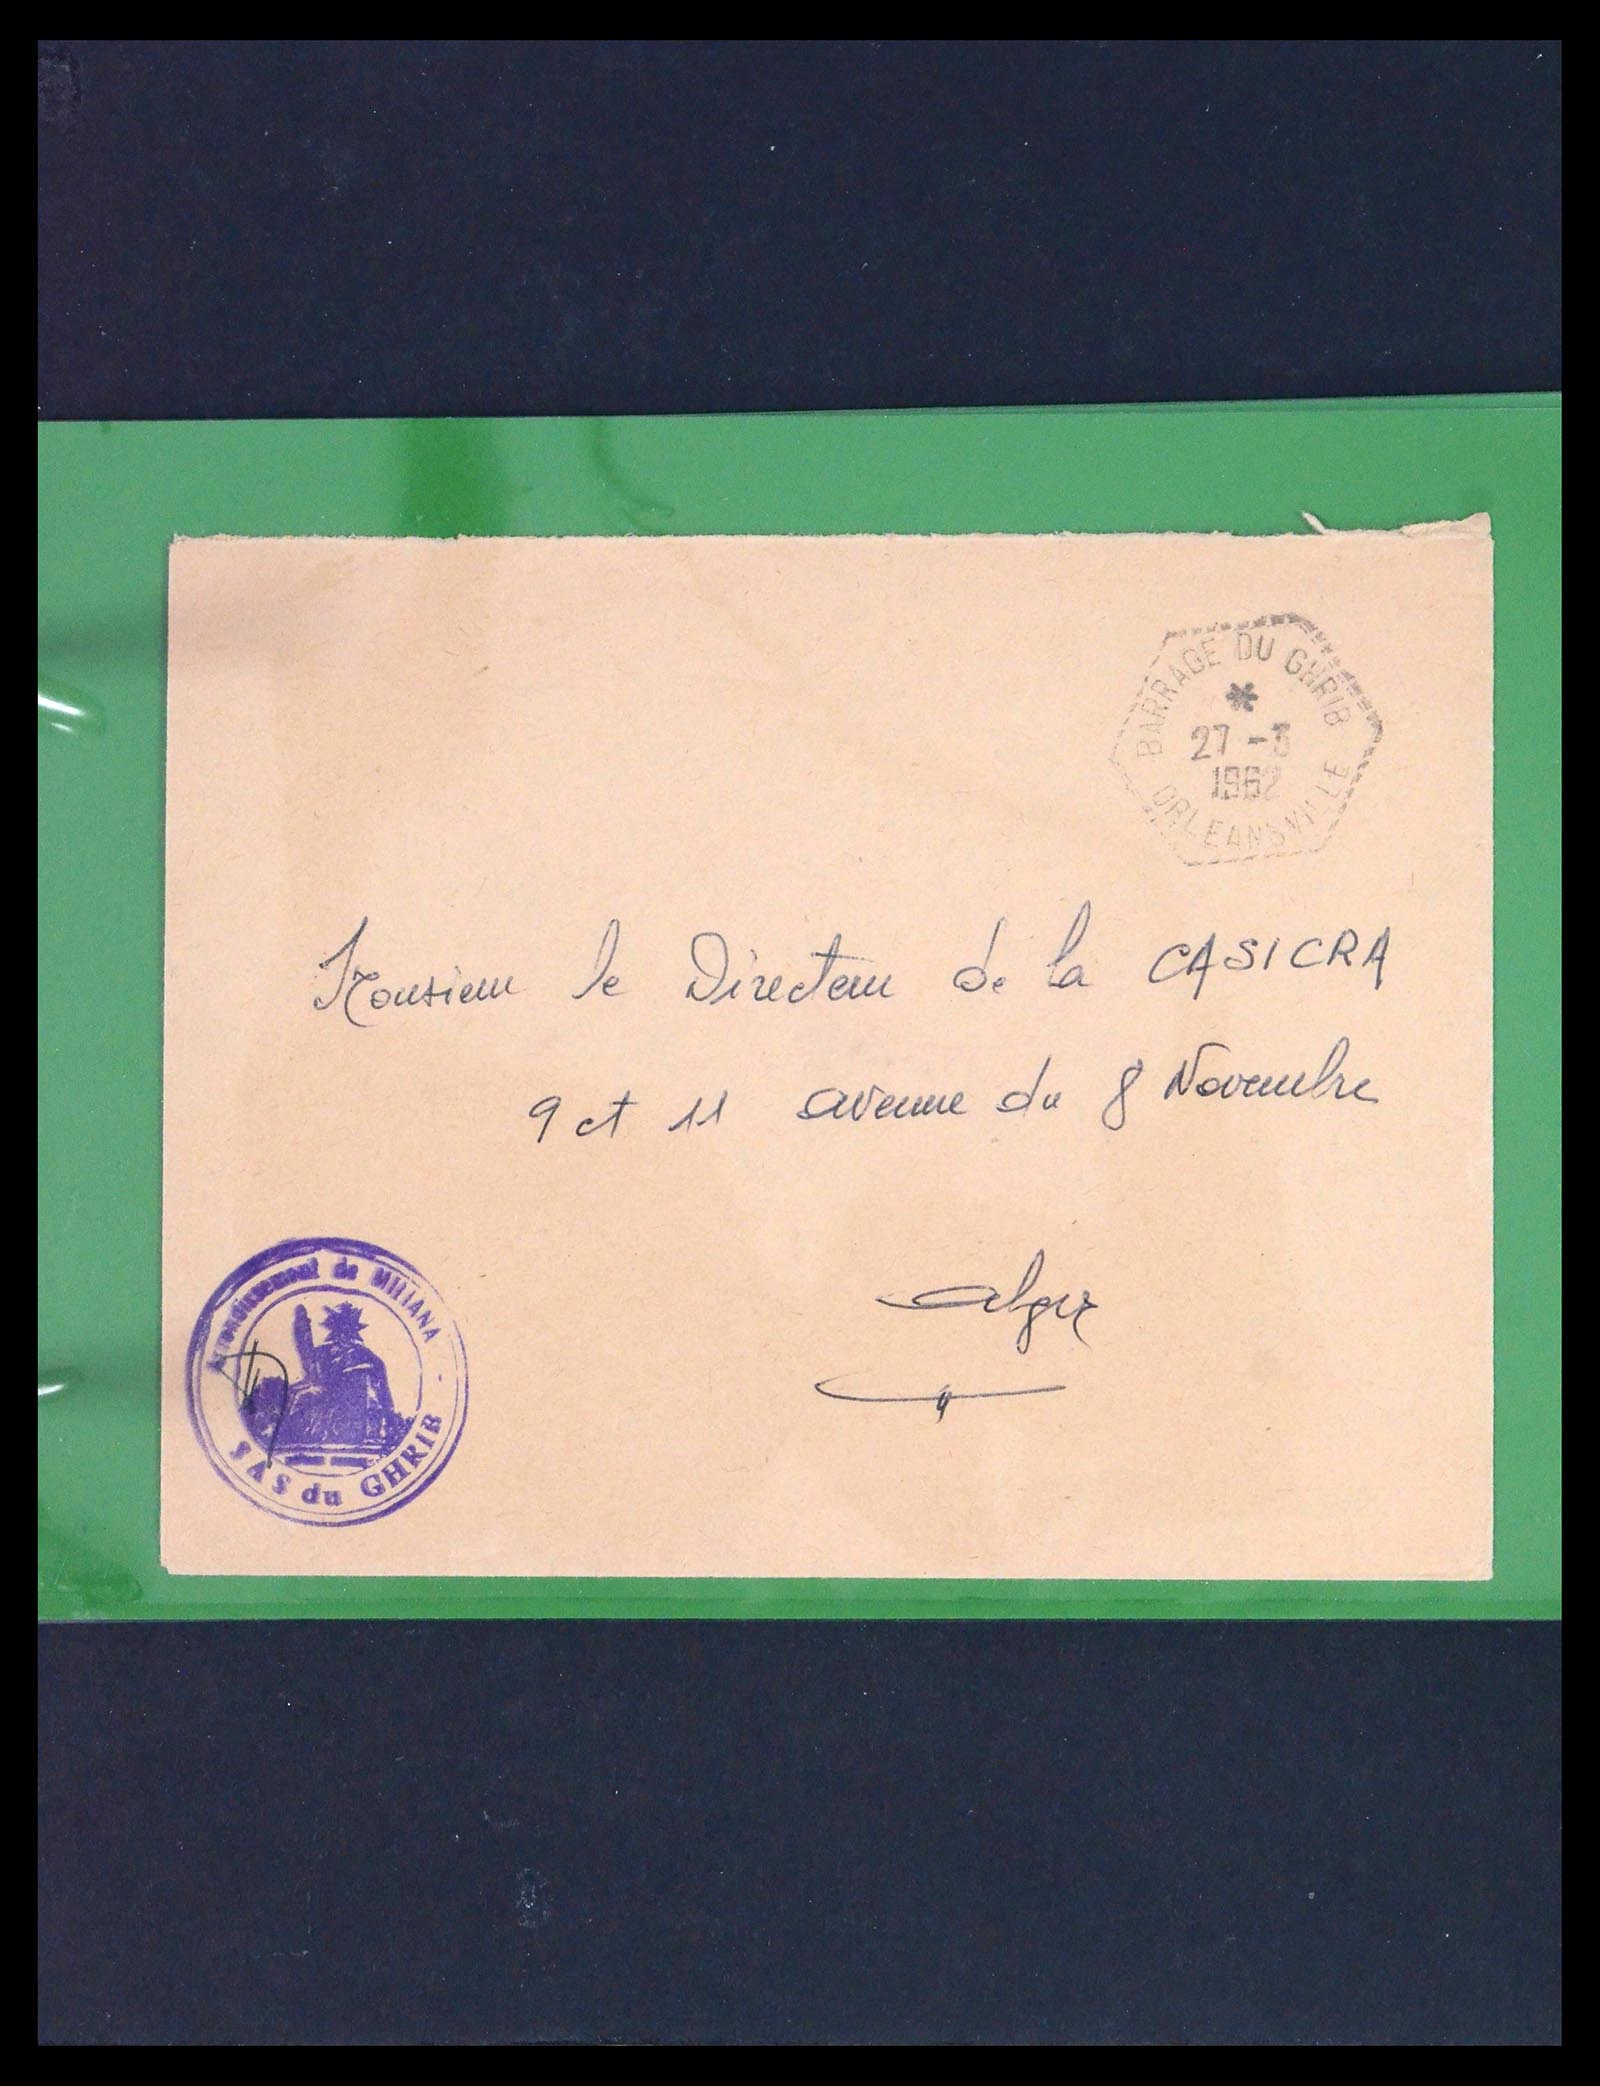 BARRAGE DU GHRIB
27 -3
1962
ORLEANSVILLE
Monsieur le Directeur de la CASICRA
9 et 11 avenue du 8 Novembre
Alger
Arrondissement de MILIANA
SAS du GHRIB